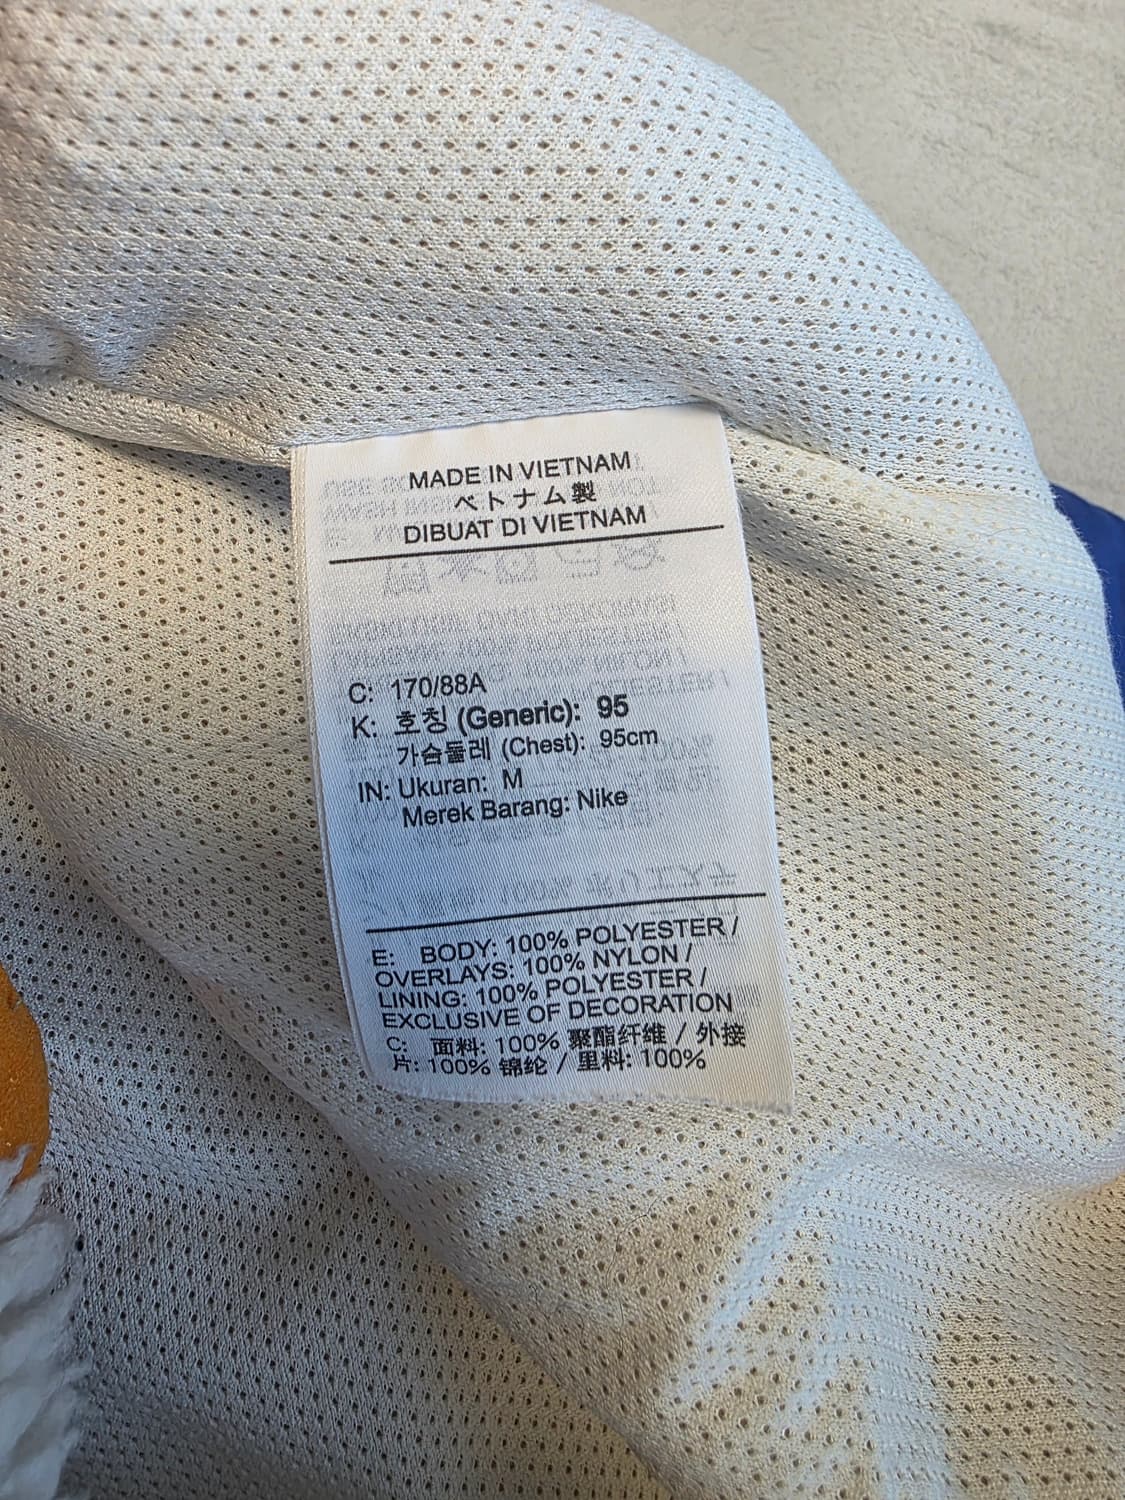 MADE IN VIETNAM
ベトナム製
DIBUAT DI VIETNAM
C: 170/88A
K: 호칭 (Generic): 95
가슴둘레 (Chest): 95cm
IN: Ukuran: M
Merek Barang: Nike
E: BODY: 100% POLYESTER /
OVERLAYS: 100% NYLON /
LINING: 100% POLYESTER /
EXCLUSIVE OF DECORATION
C: 面料: 100% 聚酯纤维 / 外接
片: 100% 锦纶 / 里料: 100%